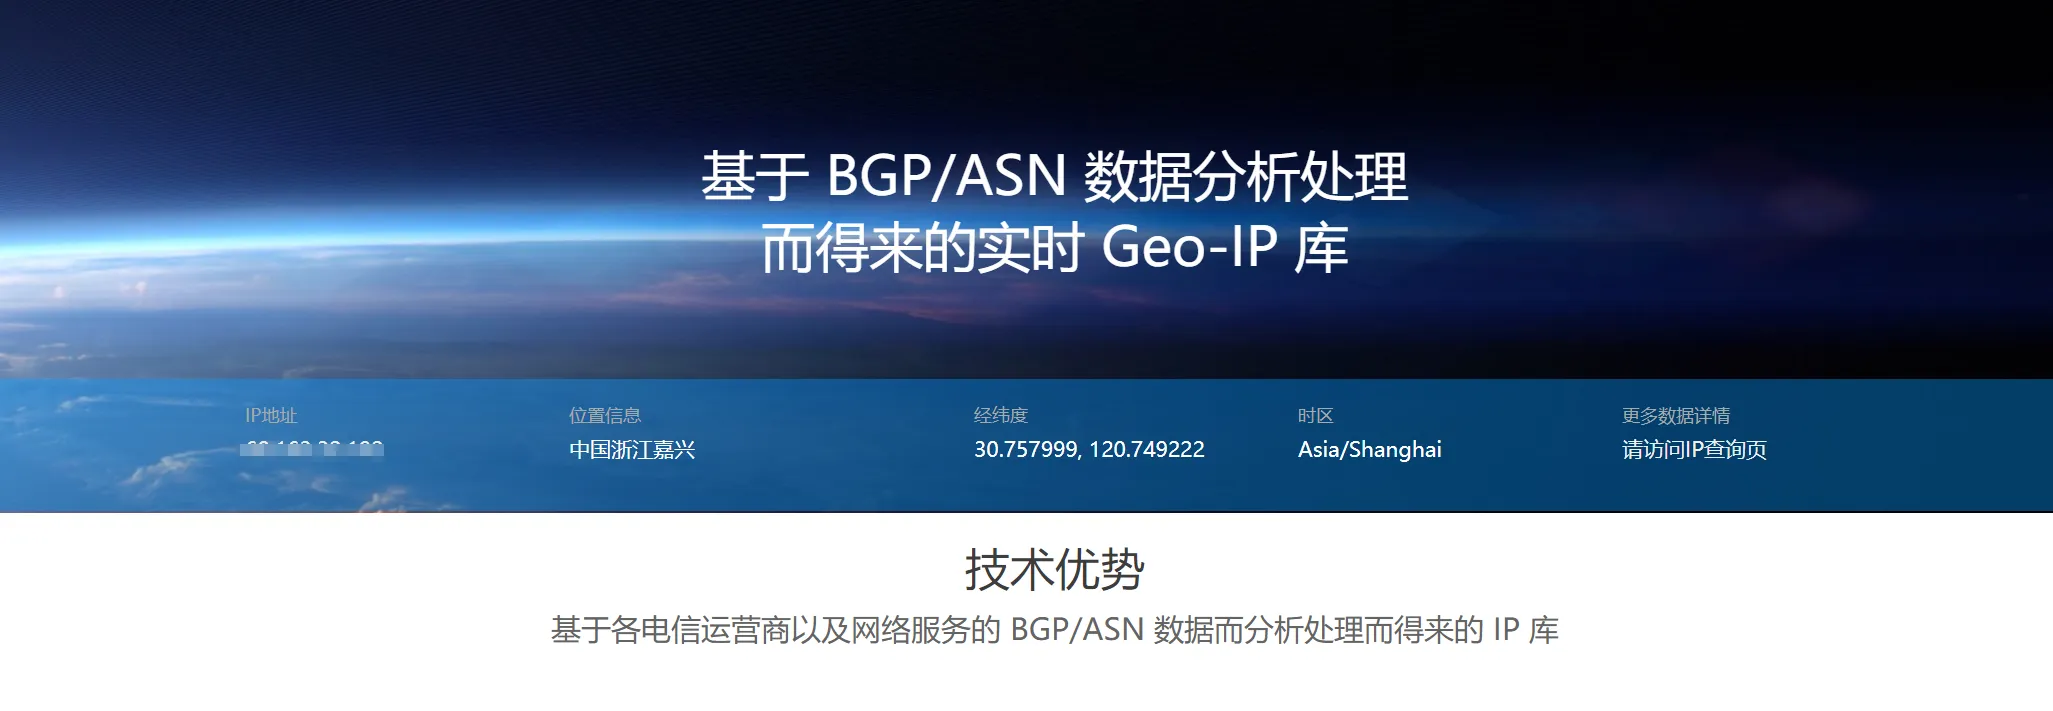 基于 BGP/ASN 数据分析处理
而得来的实时 Geo-IP 库
IP地址
位置信息
中国浙江嘉兴
经纬度
30.757999, 120.749222
时区
Asia/Shanghai
更多数据详情
请访问IP查询页
技术优势
基于各电信运营商以及网络服务的 BGP/ASN 数据而分析处理而得来的 IP 库